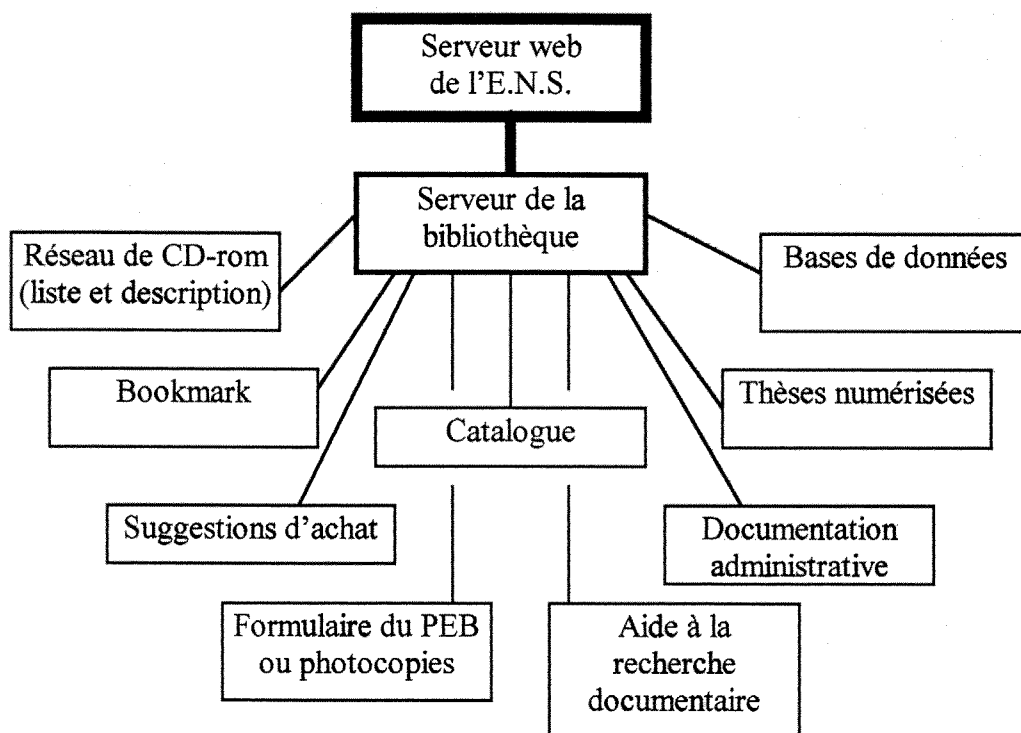 Serveur web
de l'E.N.S.
Serveur de la
bibliothèque
Réseau de CD-rom
(liste et description)
Bases de données
Bookmark
Thèses numérisées
Catalogue
Suggestions d'achat
Documentation
administrative
Formulaire du PEB
ou photocopies
Aide à la
recherche
documentaire